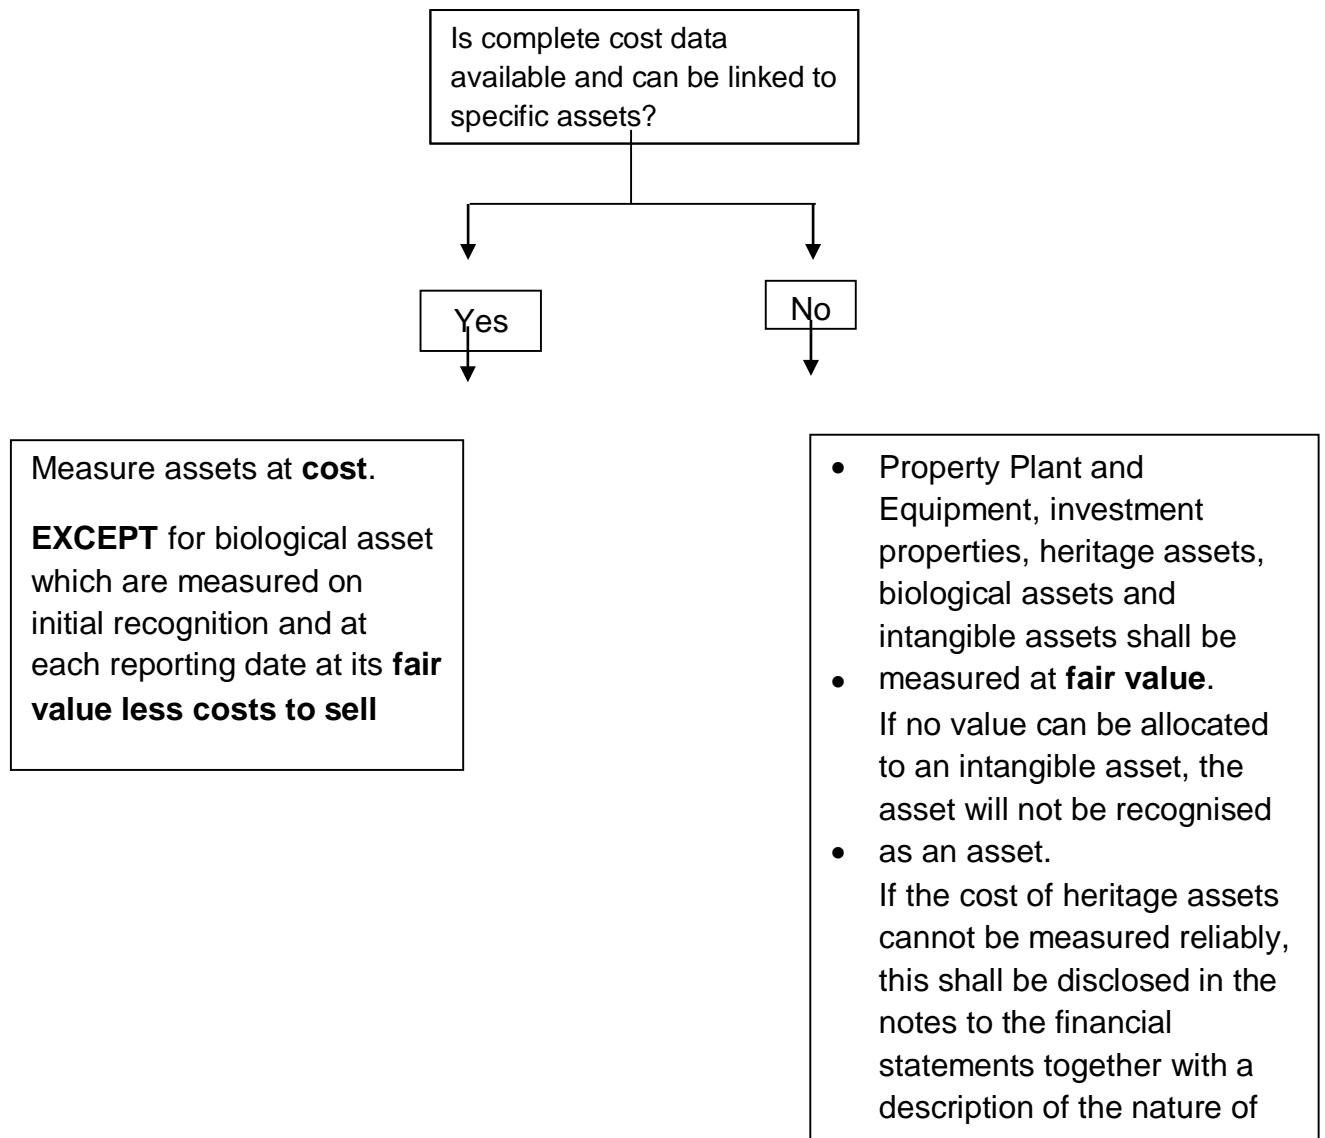 Is complete cost data
available and can be linked to
specific assets?
Yes
No
Measure assets at cost.
EXCEPT for biological asset
which are measured on
initial recognition and at
each reporting date at its fair
value less costs to sell
• Property Plant and
Equipment, investment
properties, heritage assets,
biological assets and
intangible assets shall be
• measured at fair value.
If no value can be allocated
to an intangible asset, the
asset will not be recognised
• as an asset.
If the cost of heritage assets
cannot be measured reliably,
this shall be disclosed in the
notes to the financial
statements together with a
description of the nature of